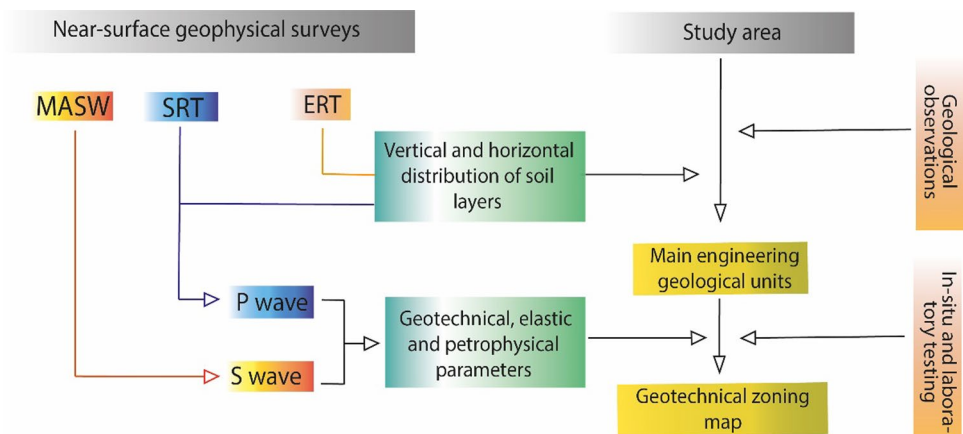 Near-surface geophysical surveys
Study area
MASW
SRT
ERT
Geological
observations
Vertical and horizontal
distribution of soil
layers
Main engineering
geological units
P wave
S wave
Geotechnical, elastic
and petrophysical
parameters
In-situ and labora-
tory testing
Geotechnical zoning
map